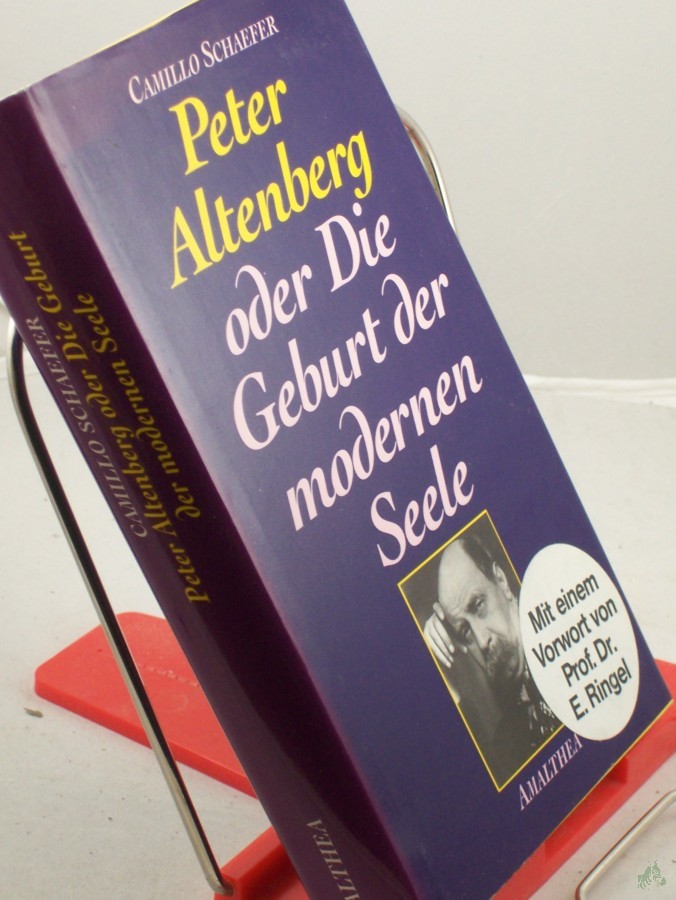 CAMILLO SCHAEFER
Peter
Altenberg
oder Die
Geburt der
modernen
Seele
Mit einem
Vorwort von
Prof. Dr.
E. Ringel
AMALTHEA
CAMILLO SCHAEFER
Peter Altenberg oder Die Geburt
der modernen Seele
ALTHEA